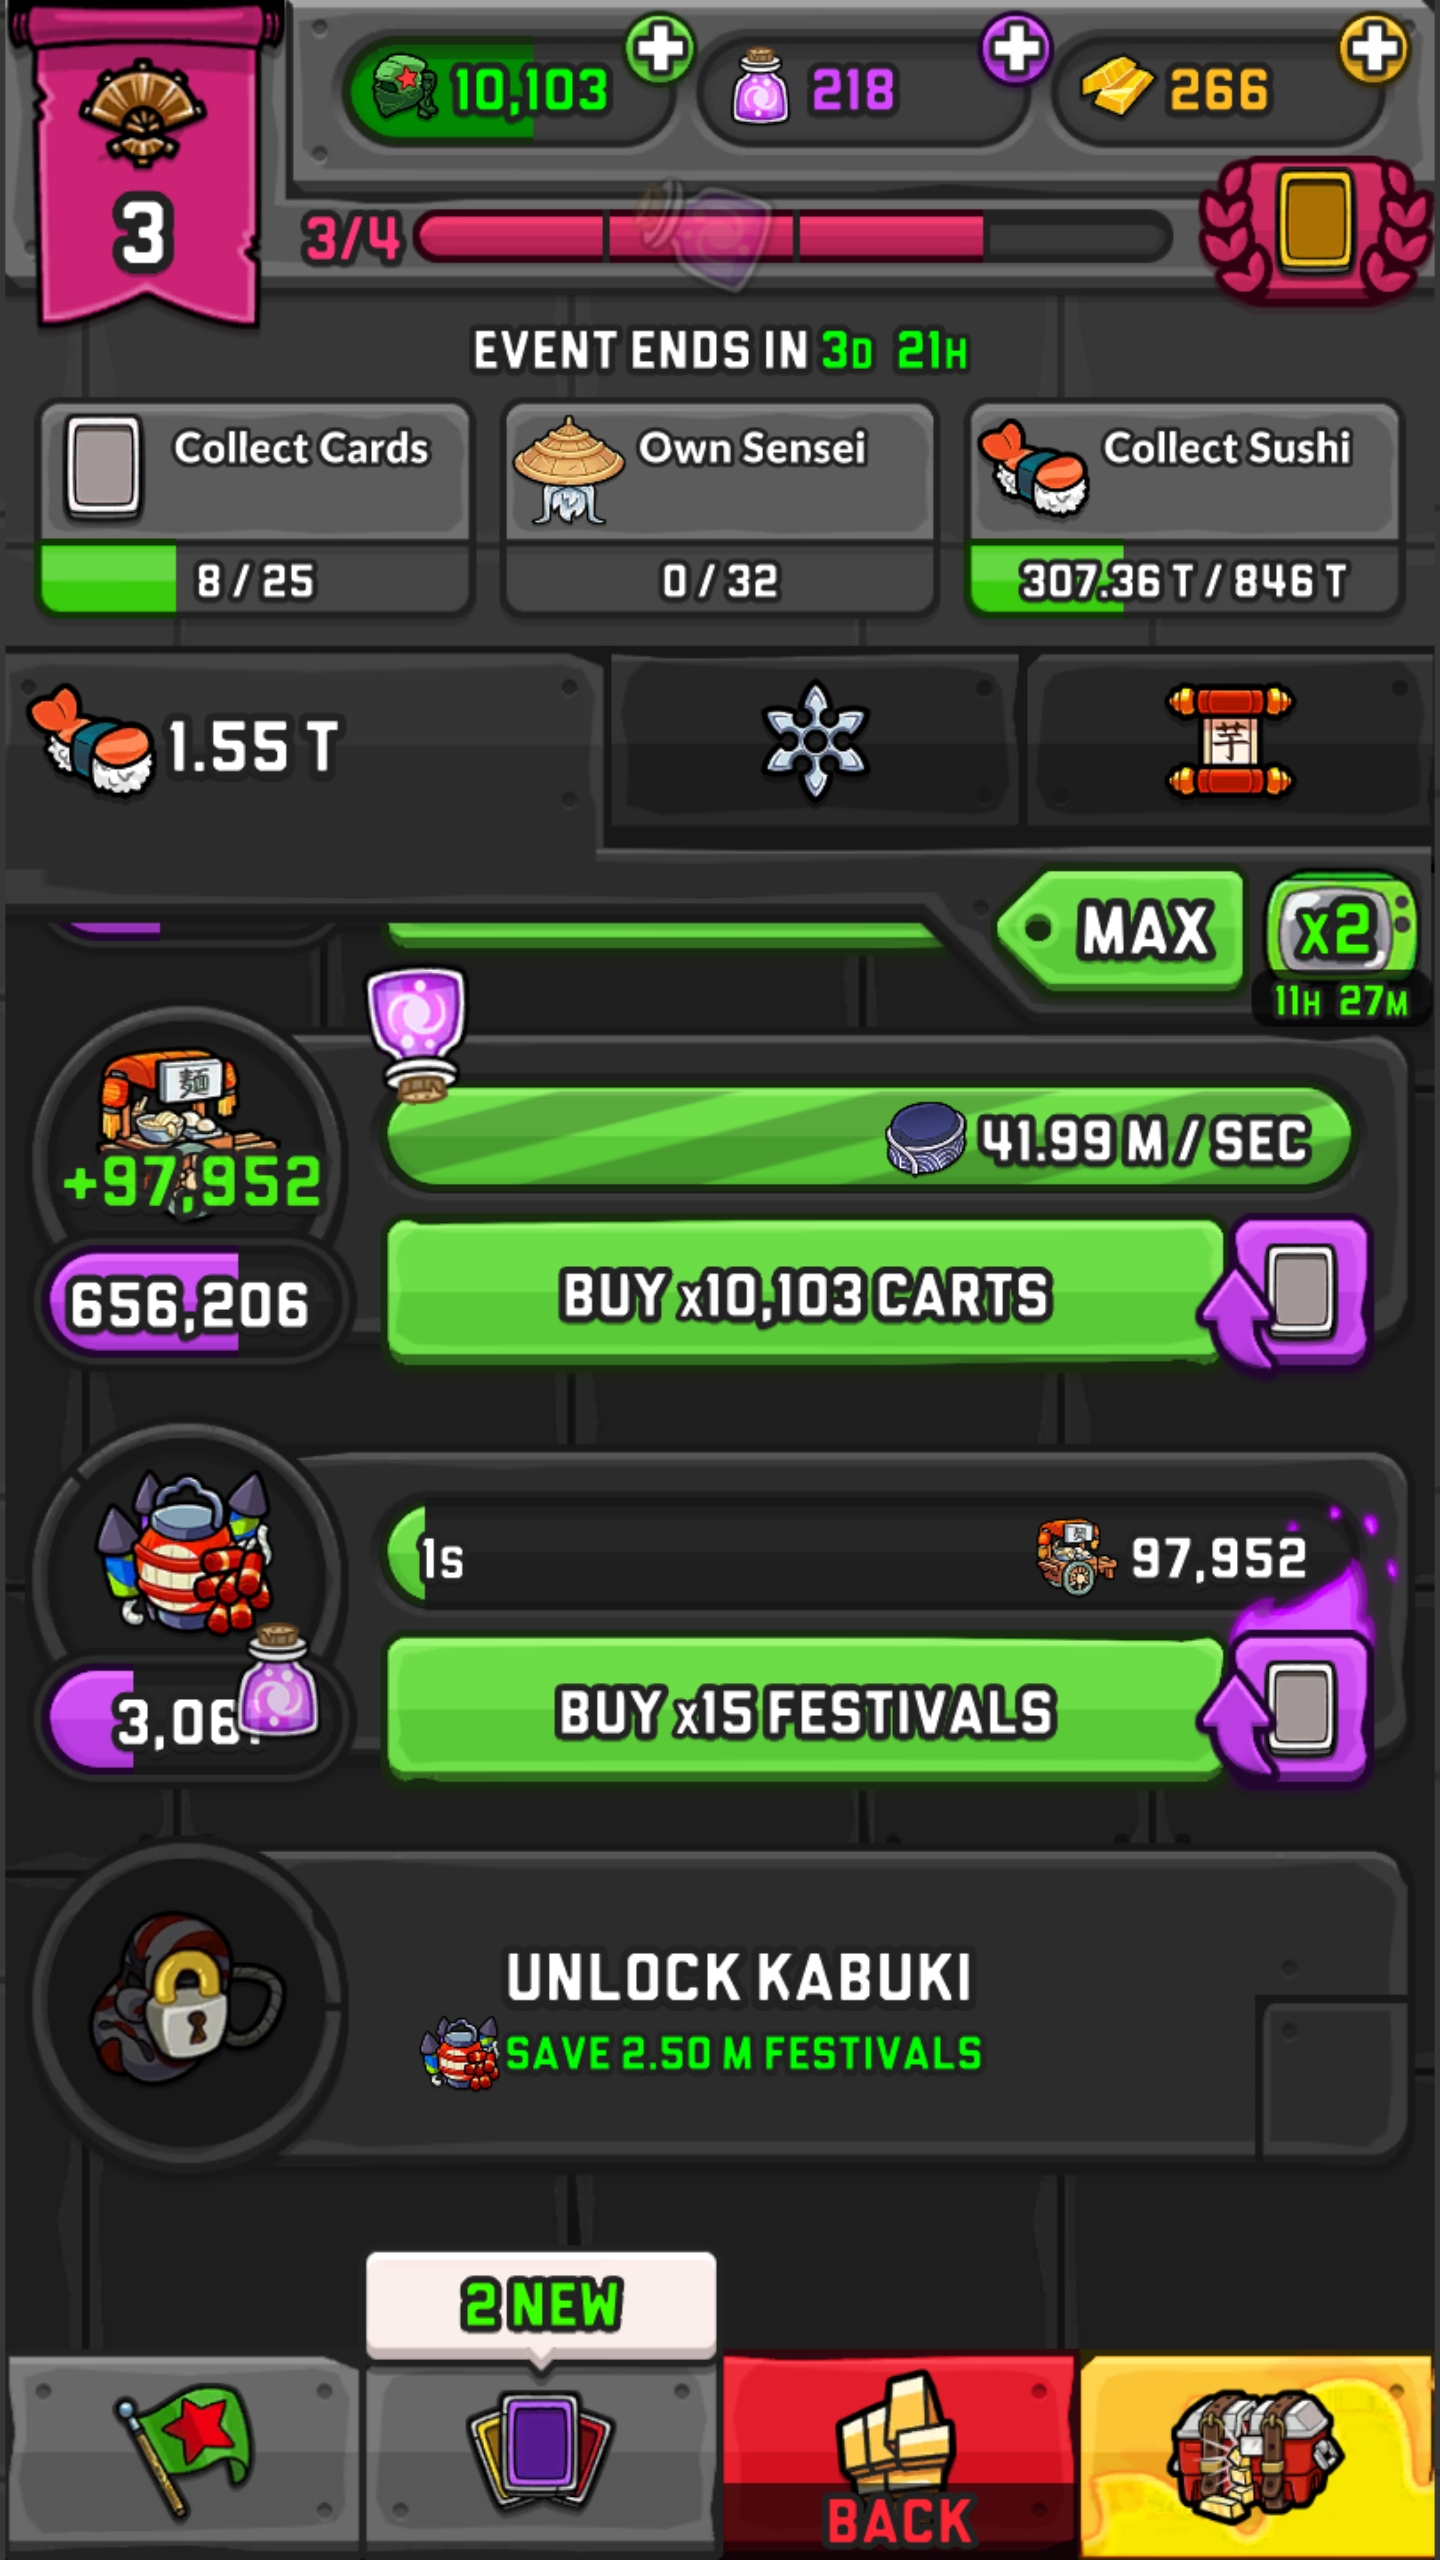 10,103
218
266
3
3/4
EVENT ENDS IN 3D 21H
Collect Cards
8 / 25
Own Sensei
0 / 32
Collect Sushi
307.36 T / 846 T
1.55 T
芋
MAX
x2
11H 27M
麺
+97,952
41.99 M / SEC
656,206
BUY x10,103 CARTS
1s
97,952
3,06
BUY x15 FESTIVALS
UNLOCK KABUKI
SAVE 2.50 M FESTIVALS
2 NEW
BACK